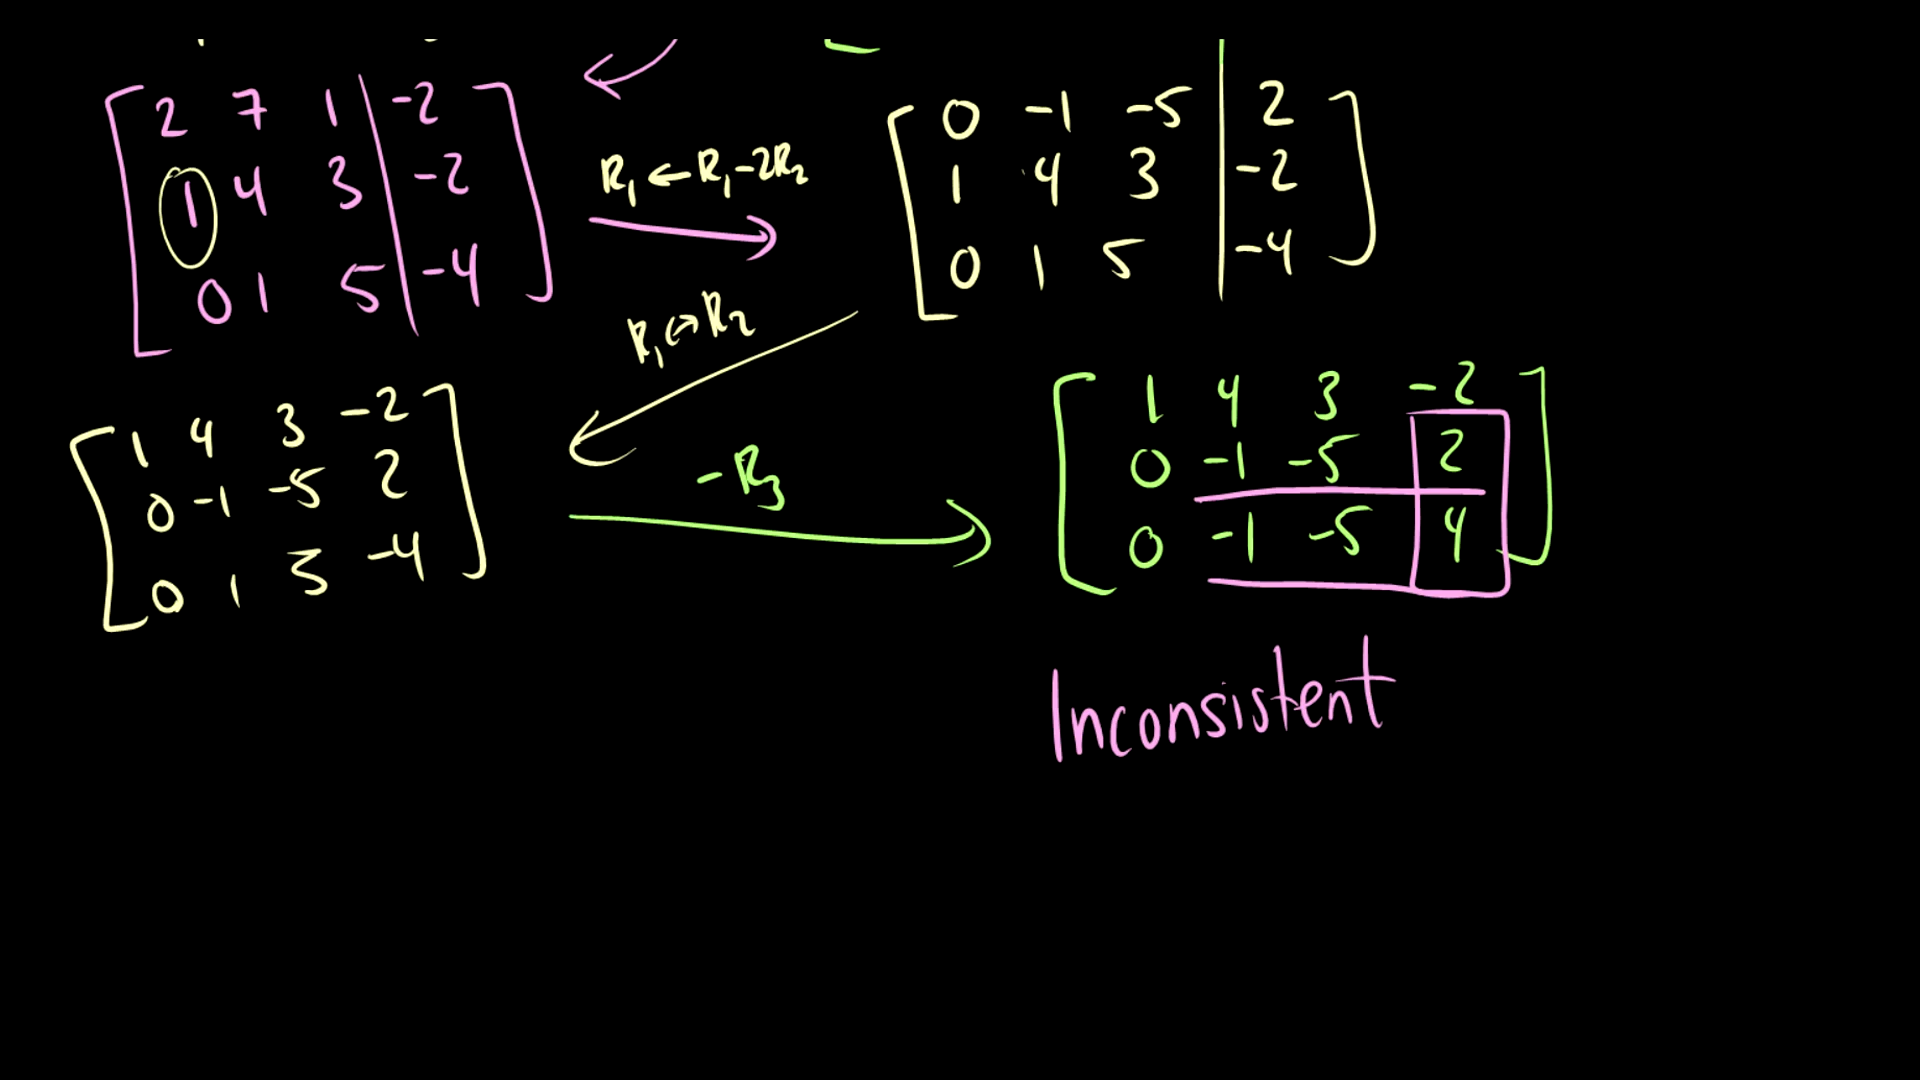 2 7 1 | -2
1 4 3 | -2
0 1 5 | -4
R₁ ← R₁ - 2R₂
0 -1 -5 | 2
1 4 3 | -2
0 1 5 | -4
R₁ ↔ R₂
1 4 3 -2
0 -1 -5 2
0 1 5 -4
-R₃
1 4 3 -2
0 -1 -5 2
0 -1 -5 4
Inconsistent